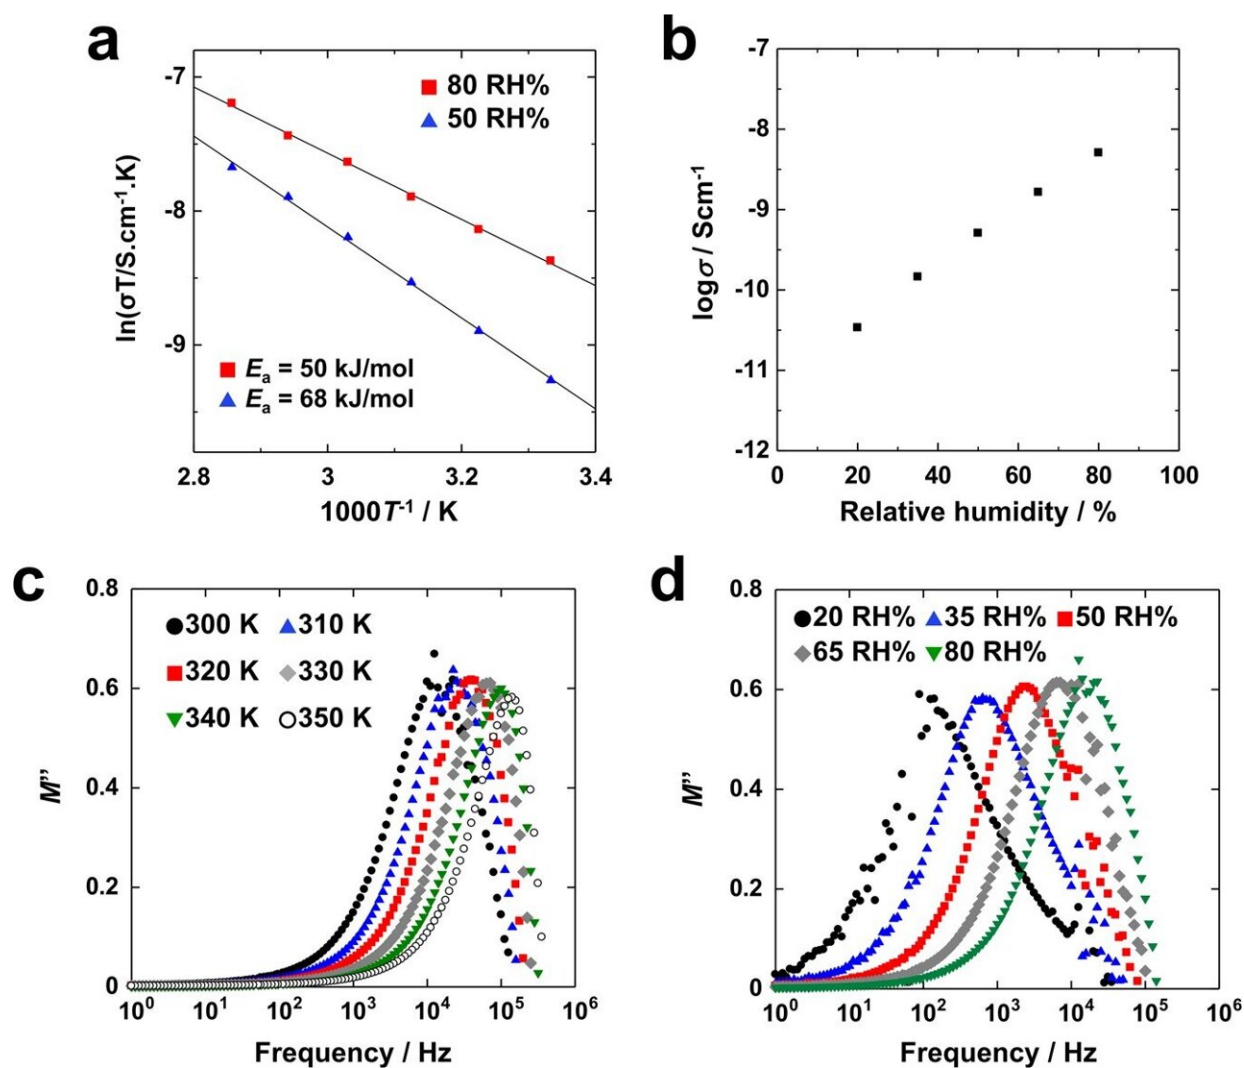 a
-7
-8
-9
ln(σT/S.cm⁻¹.K)
80 RH%
50 RH%
Eₐ = 50 kJ/mol
Eₐ = 68 kJ/mol
2.8 3 3.2 3.4
1000T⁻¹ / K
b
-7
-8
-9
-10
-11
-12
logσ / Scm⁻¹
0 20 40 60 80 100
Relative humidity / %
c
0.8
0.6
0.4
0.2
0
M’’
300 K 310 K
320 K 330 K
340 K 350 K
10⁰ 10¹ 10² 10³ 10⁴ 10⁵ 10⁶
Frequency / Hz
d
0.8
0.6
0.4
0.2
0
M’’
20 RH% 35 RH% 50 RH%
65 RH% 80 RH%
10⁰ 10¹ 10² 10³ 10⁴ 10⁵ 10⁶
Frequency / Hz